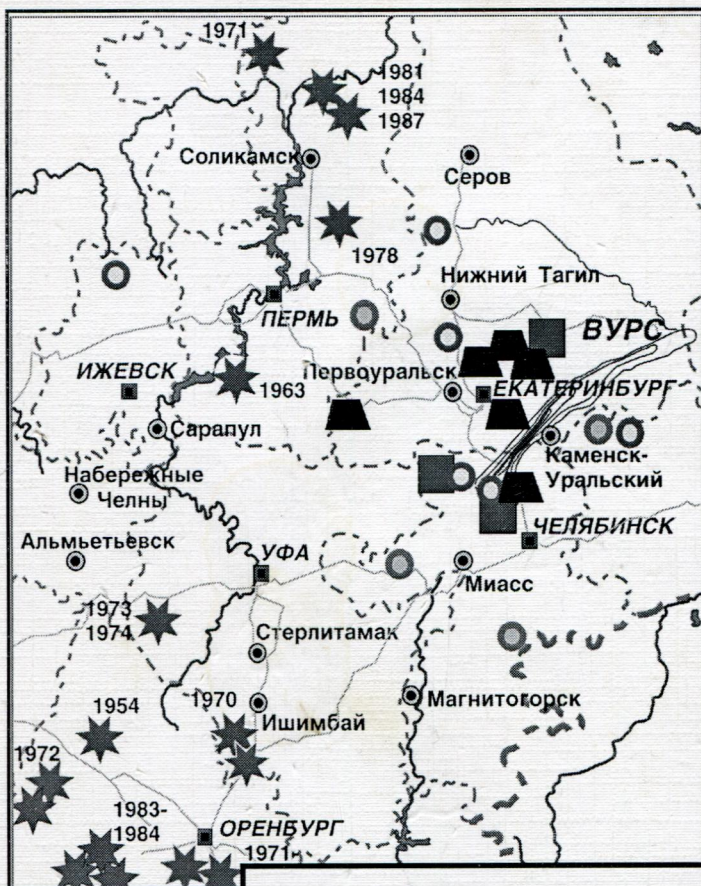 1971
1981
1984
1987
Соликамск
Серов
1978
Нижний Тагил
ПЕРМЬ
ВУРС
ИЖЕВСК
1963
Первоуральск
ЕКАТЕРИНБУРГ
Сарапул
Каменск-
Уральский
Набережные
Челны
ЧЕЛЯБИНСК
Альмьетьевск
УФА
Миасс
1973
1974
Стерлитамак
1954
1970
Ишимбай
Магнитогорск
1972
1983-
1984
ОРЕНБУРГ
1971-